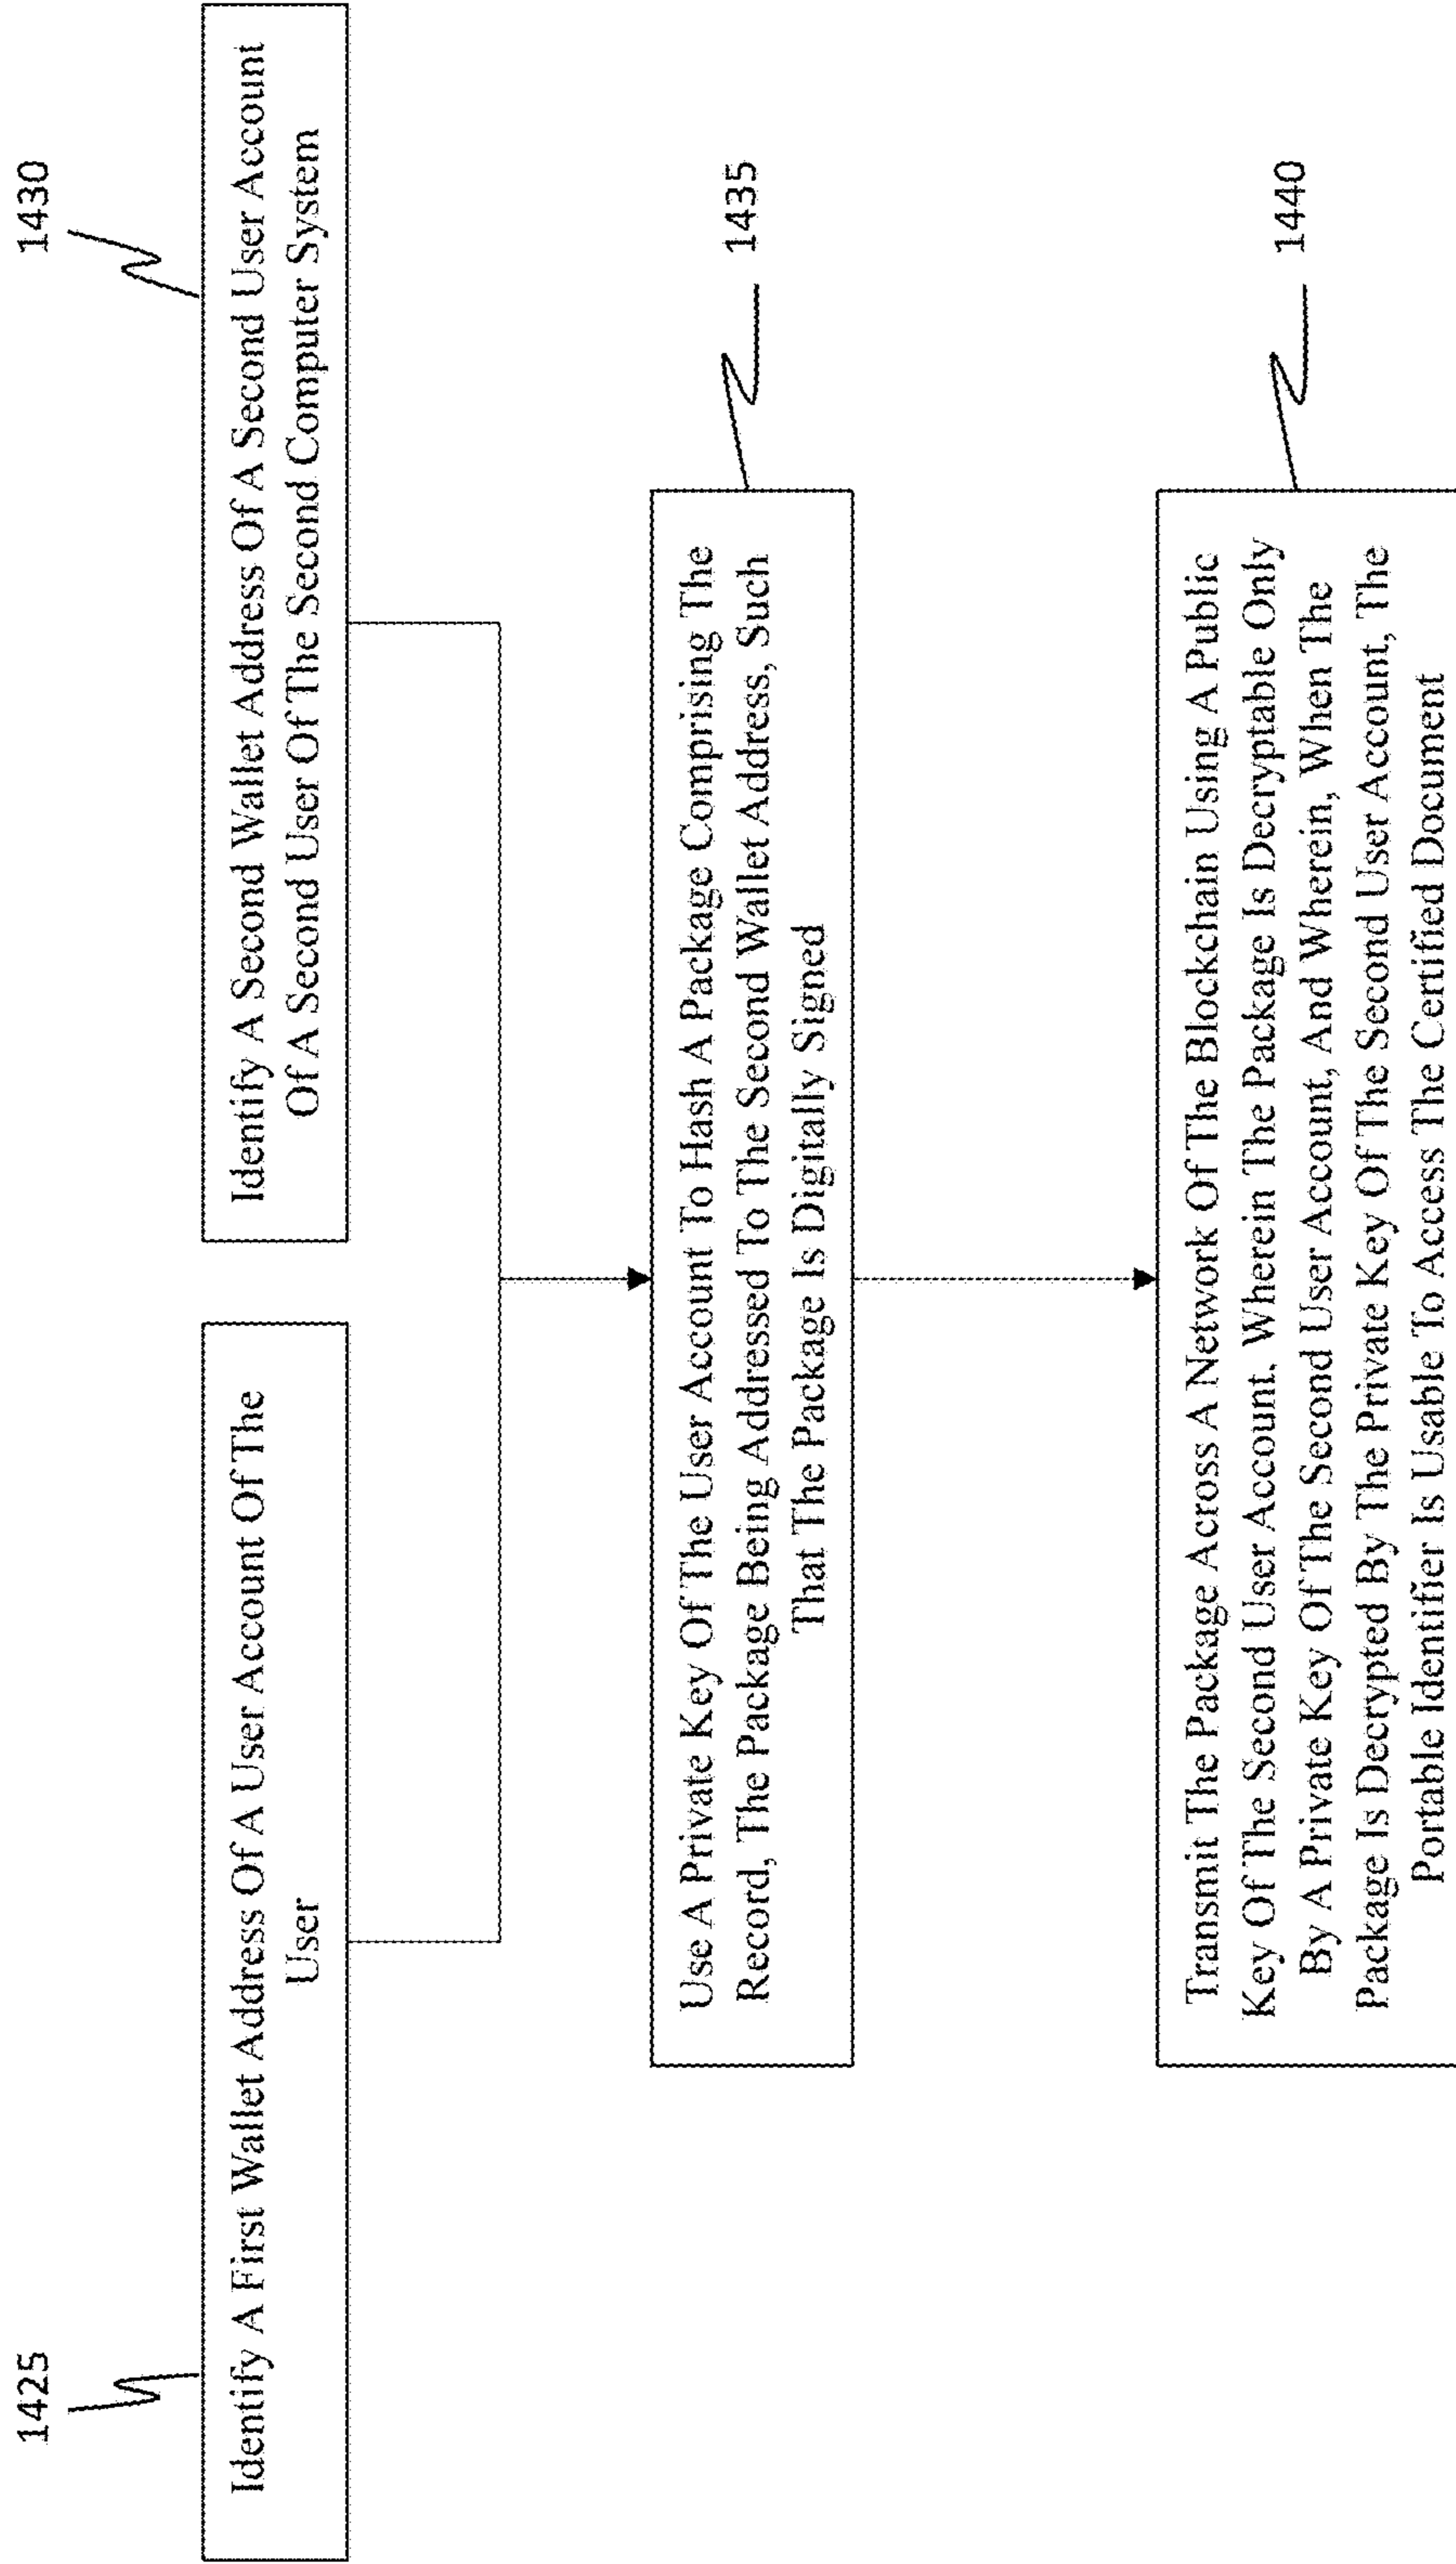 1425
1430
Identify A First Wallet Address Of A User Account Of The
User
Identify A Second Wallet Address Of A Second User Account
Of A Second User Of The Second Computer System
Use A Private Key Of The User Account To Hash A Package Comprising The
Record, The Package Being Addressed To The Second Wallet Address, Such
That The Package Is Digitally Signed
1435
Transmit The Package Across A Network Of The Blockchain Using A Public
Key Of The Second User Account, Wherein The Package Is Decryptable Only
By A Private Key Of The Second User Account, And Wherein, When The
Package Is Decrypted By The Private Key Of The Second User Account, The
Portable Identifier Is Usable To Access The Certified Document
1440